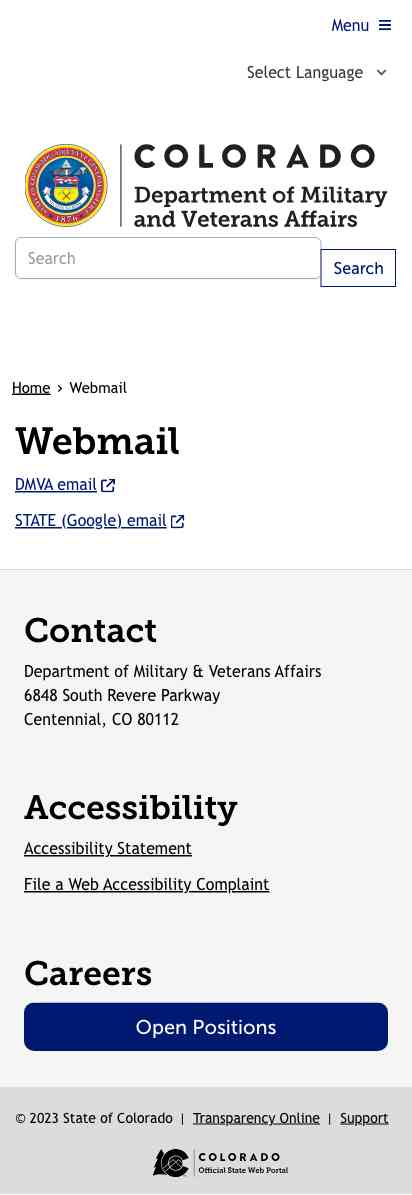 Menu
Select Language
COLORADO
Department of Military
and Veterans Affairs
1876
Search
Search
Home › Webmail
Webmail
DMVA email
STATE (Google) email
Contact
Department of Military & Veterans Affairs
6848 South Revere Parkway
Centennial, CO 80112
Accessibility
Accessibility Statement
File a Web Accessibility Complaint
Careers
Open Positions
© 2023 State of Colorado | Transparency Online | Support
COLORADO
Official State Web Portal